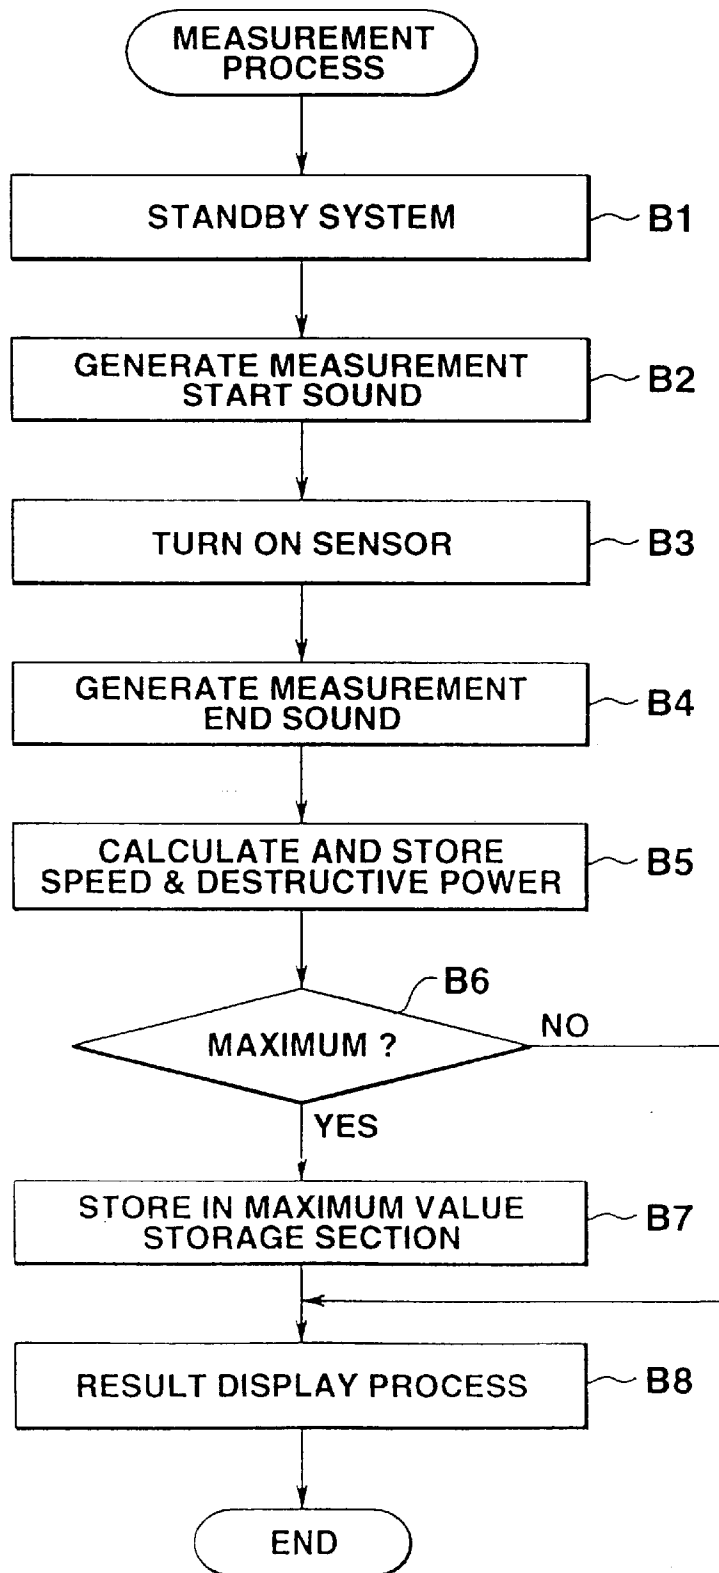 MEASUREMENT
PROCESS
STANDBY SYSTEM
B1
GENERATE MEASUREMENT
START SOUND
B2
TURN ON SENSOR
B3
GENERATE MEASUREMENT
END SOUND
B4
CALCULATE AND STORE
SPEED & DESTRUCTIVE POWER
B5
B6
MAXIMUM ?
NO
YES
STORE IN MAXIMUM VALUE
STORAGE SECTION
B7
RESULT DISPLAY PROCESS
B8
END